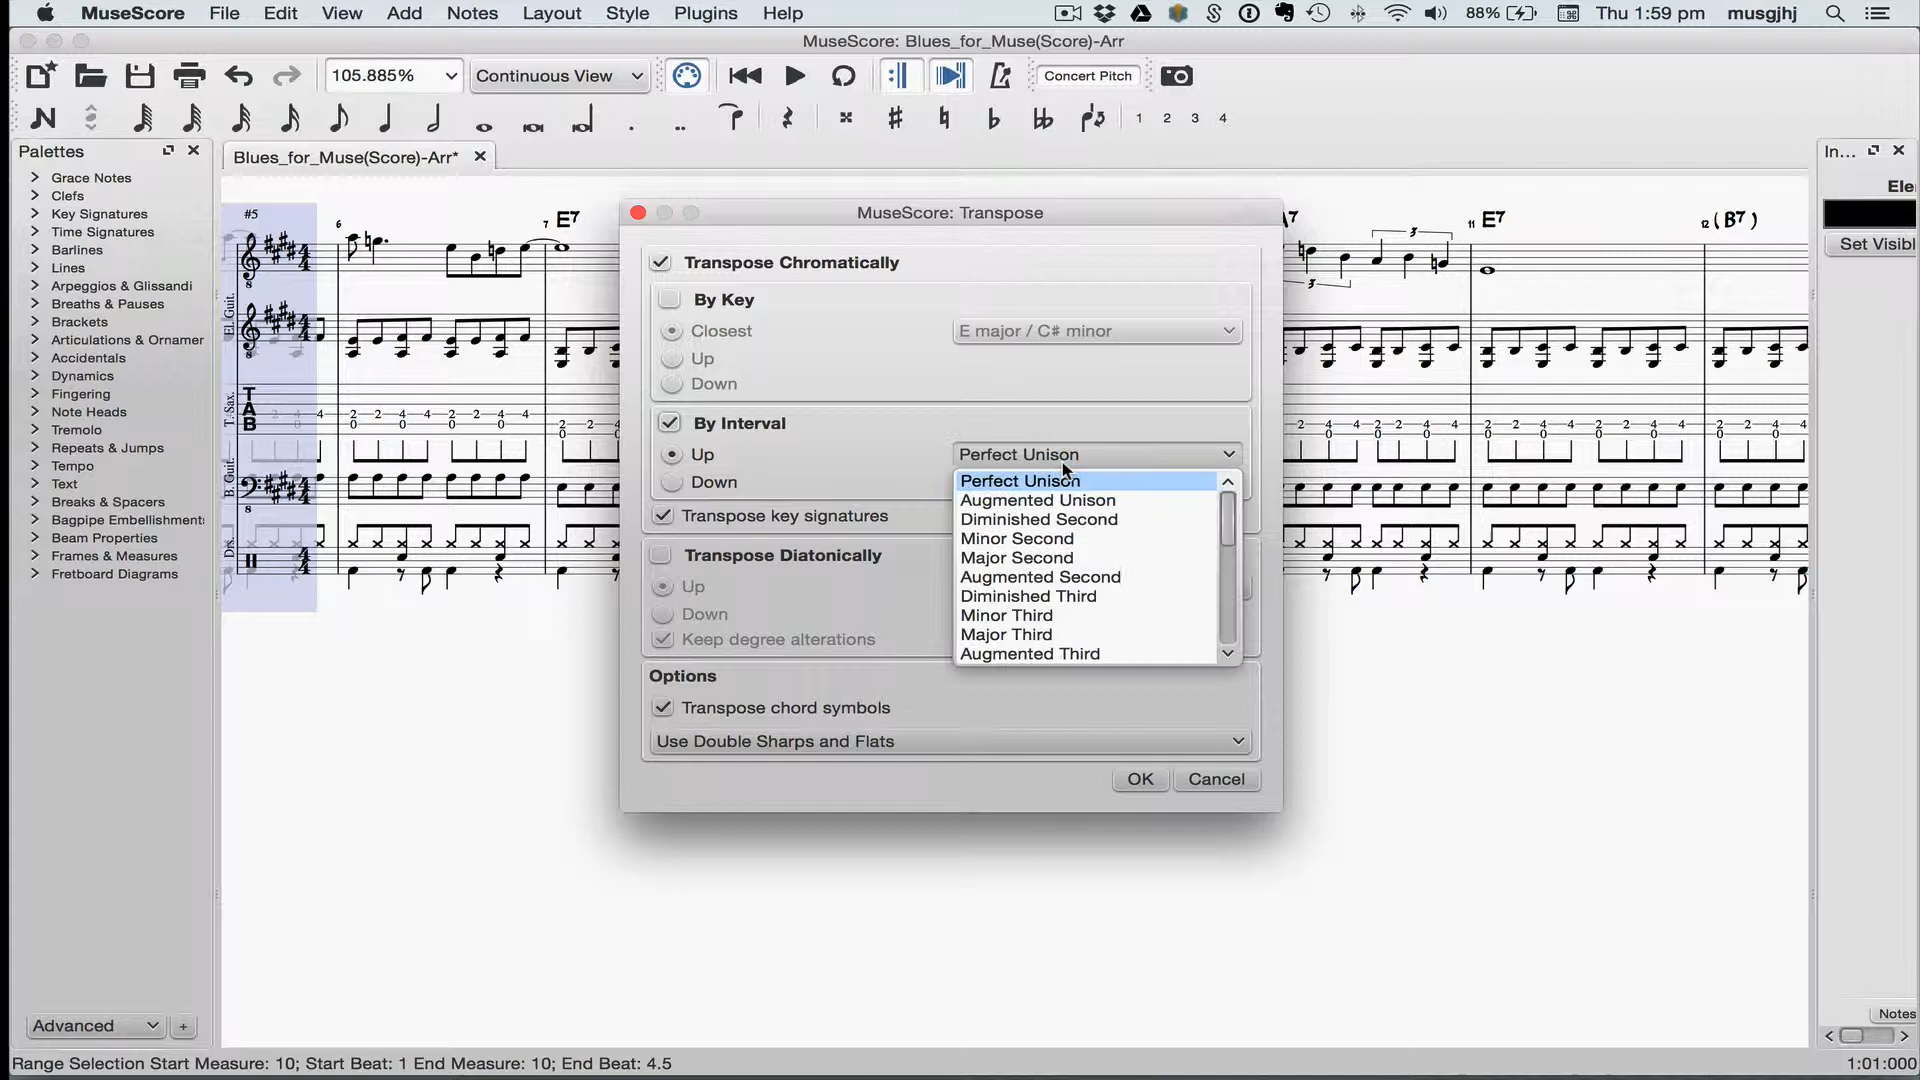 MuseScore File Edit View Add Notes Layout Style Plugins Help 88% Thu 1:59 pm musgjhj
MuseScore: Blues_for_Muse(Score)-Arr
105.885% Continuous View Concert Pitch
1 2 3 4
Palettes
Blues_for_Muse(Score)-Arr*
In...
Grace Notes
Clefs
Key Signatures
Time Signatures
Barlines
Lines
Arpeggios & Glissandi
Breaths & Pauses
Brackets
Articulations & Ornamer
Accidentals
Dynamics
Fingering
Note Heads
Tremolo
Repeats & Jumps
Tempo
Text
Breaks & Spacers
Bagpipe Embellishments
Beam Properties
Frames & Measures
Fretboard Diagrams
Advanced +
#5 6 7 E7
7 11 E7 12 (B7)
El. Guit.
T. Sax.
B. Guit.
Drs.
TAB
MuseScore: Transpose
Transpose Chromatically
By Key
Closest E major / C# minor
Up
Down
By Interval
Up Perfect Unison
Down
Perfect Unison
Augmented Unison
Diminished Second
Minor Second
Major Second
Augmented Second
Diminished Third
Minor Third
Major Third
Augmented Third
Transpose key signatures
Transpose Diatonically
Up
Down
Keep degree alterations
Options
Transpose chord symbols
Use Double Sharps and Flats
OK Cancel
Ele
Set Visibl
Notes
Range Selection Start Measure: 10; Start Beat: 1 End Measure: 10; End Beat: 4.5
1:01:000